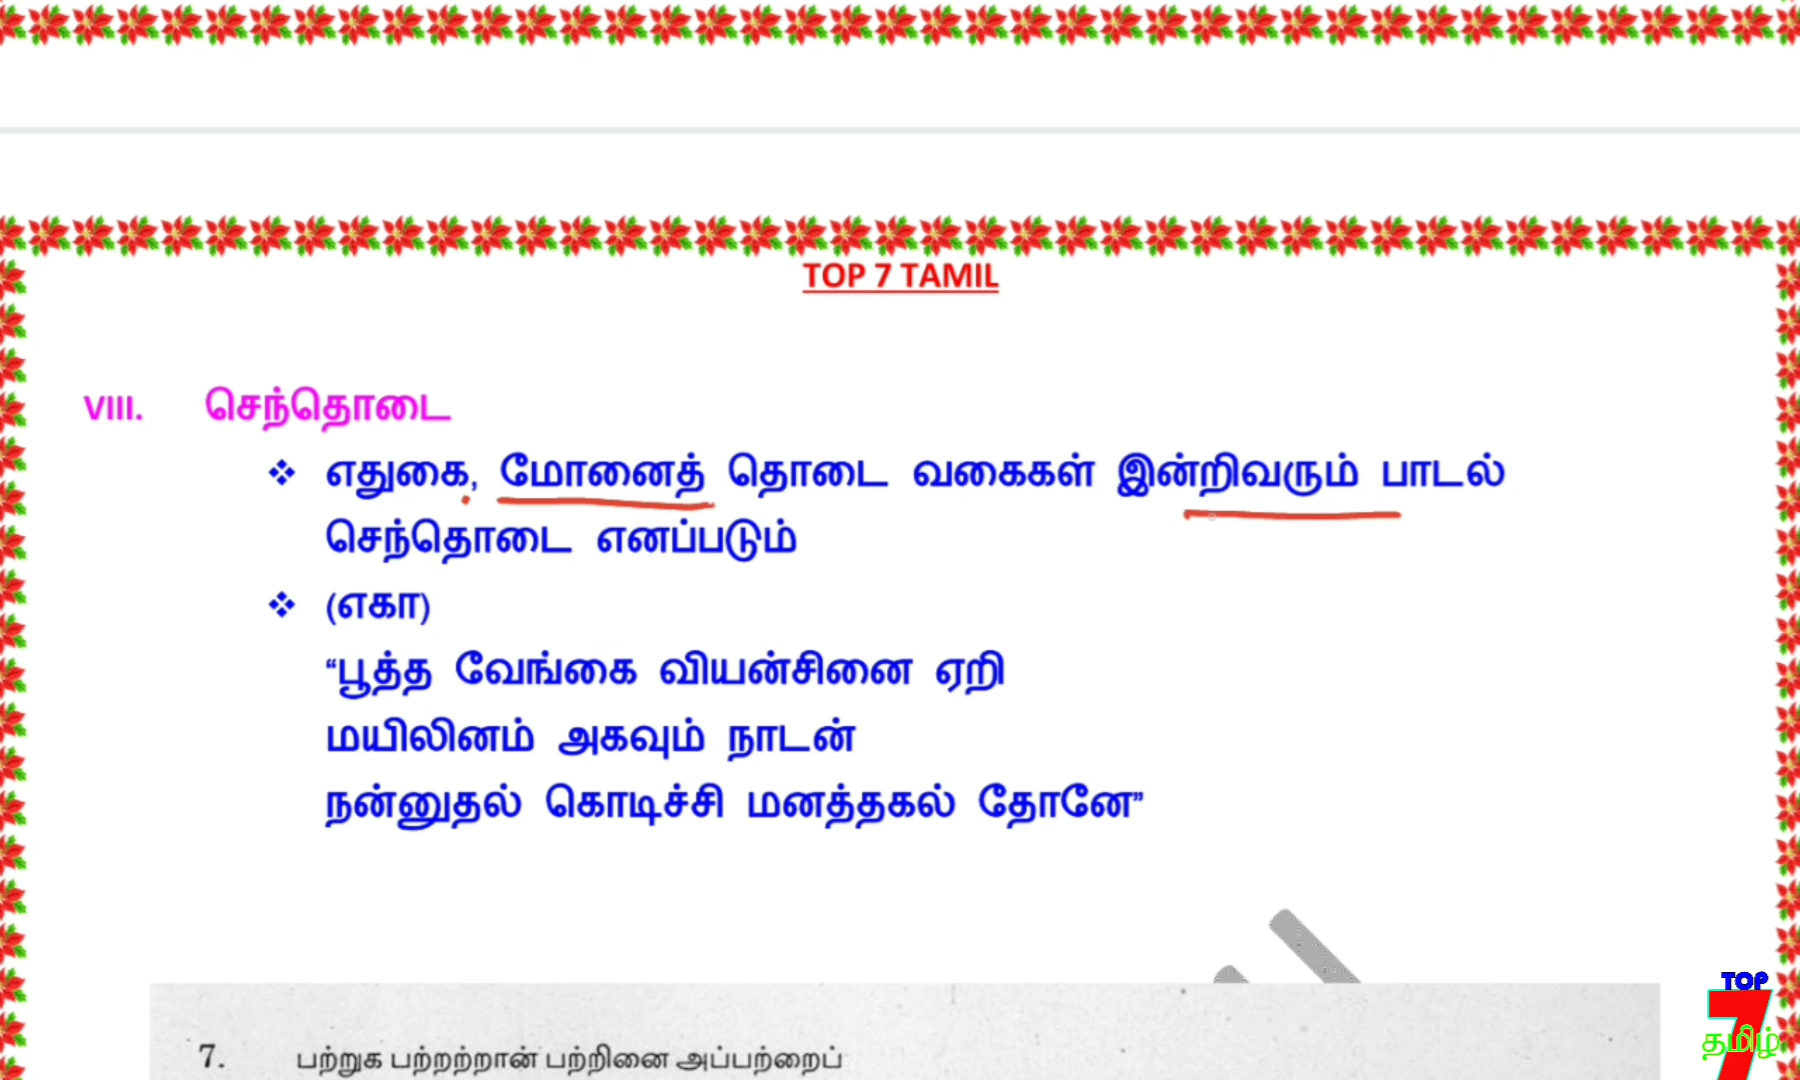 TOP 7 TAMIL
VIII. செந்தொடை
❖ எதுகை, மோனைத் தொடை வகைகள் இன்றிவரும் பாடல்
செந்தொடை எனப்படும்
❖ (எகா)
“பூத்த வேங்கை வியன்சினை ஏறி
மயிலினம் அகவும் நாடன்
நன்னுதல் கொடிச்சி மனத்தகல் தோனே”
7. பற்றுக பற்றற்றான் பற்றினை அப்பற்றைப்
TOP
7
தமிழ்